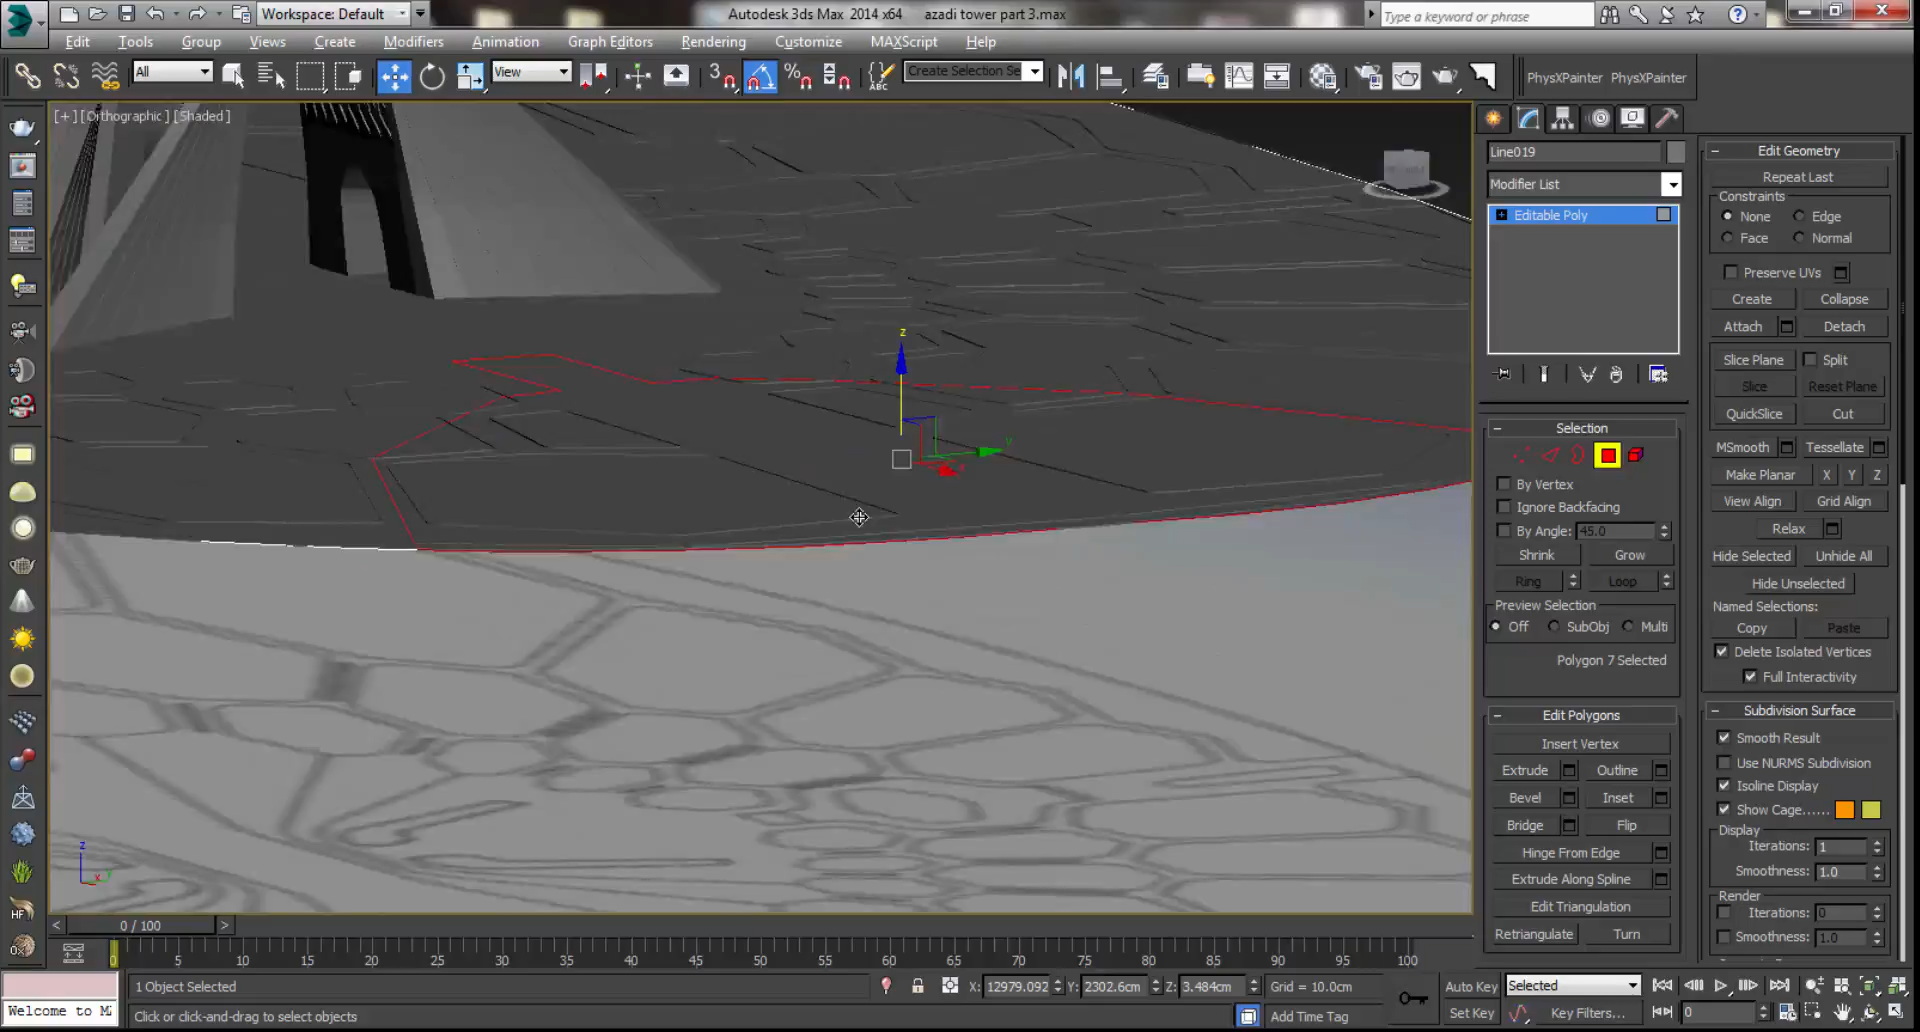 Workspace: Default
Autodesk 3ds Max 2014 x64 azadi tower part 3.max
Type a keyword or phrase
Edit Tools Group Views Create Modifiers Animation Graph Editors Rendering Customize MAXScript Help
All
View
3
ABC
Create Selection Se
PhysXPainter PhysXPainter
[+][Orthographic][Shaded]
z
y
x
z
x
HF
Line019
Modifier List
Editable Poly
Selection
By Vertex
Ignore Backfacing
By Angle: 45.0
Shrink Grow
Ring Loop
Preview Selection
Off SubObj Multi
Polygon 7 Selected
Edit Polygons
Insert Vertex
Extrude Outline
Bevel Inset
Bridge Flip
Hinge From Edge
Extrude Along Spline
Edit Triangulation
Retriangulate Turn
Edit Geometry
Repeat Last
Constraints
None Edge
Face Normal
Preserve UVs
Create Collapse
Attach Detach
Slice Plane Split
Slice Reset Plane
QuickSlice Cut
MSmooth Tessellate
Make Planar X Y Z
View Align Grid Align
Relax
Hide Selected Unhide All
Hide Unselected
Named Selections:
Copy Paste
Delete Isolated Vertices
Full Interactivity
Subdivision Surface
Smooth Result
Use NURMS Subdivision
Isoline Display
Show Cage......
Display
Iterations: 1
Smoothness: 1.0
Render
Iterations: 0
Smoothness: 1.0
< 0 / 100 >
0 5 10 15 20 25 30 35 40 45 50 55 60 65 70 75 80 85 90 95 100
1 Object Selected
X: 12979.092 Y: 2302.6cm Z: 3.484cm Grid = 10.0cm
Auto Key Selected
Welcome to M
Click or click-and-drag to select objects
Add Time Tag
Set Key Key Filters... 0